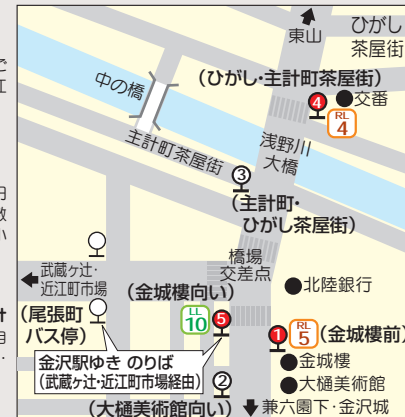 東山
ひがし
茶屋街
(ひがし・主計町茶屋街)
中の橋
4
RL
4
交番
主計町茶屋街
浅野川
大橋
3
(主計町・
ひがし茶屋街)
橋場
交差点
武蔵ヶ辻・
近江町市場
(金城樓向い)
北陸銀行
(尾張町
バス停)
LL
10
5
1
RL
5
(金城樓前)
金沢駅ゆき のりば
(武蔵ヶ辻・近江町市場経由)
金城樓
大樋美術館
2
(大樋美術館向い)
兼六園下・金沢城